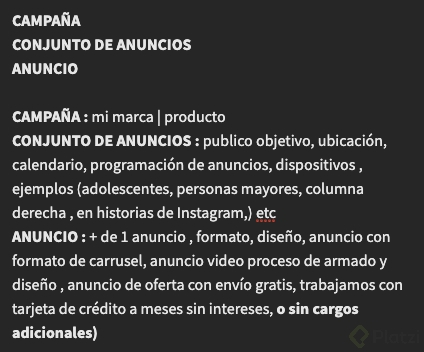 CAMPAÑA
CONJUNTO DE ANUNCIOS
ANUNCIO
CAMPAÑA : mi marca | producto
CONJUNTO DE ANUNCIOS : publico objetivo, ubicación,
calendario, programación de anuncios, dispositivos ,
ejemplos (adolescentes, personas mayores, columna
derecha , en historias de Instagram,) etc
ANUNCIO : + de 1 anuncio , formato, diseño, anuncio con
formato de carrusel, anuncio video proceso de armado y
diseño , anuncio de oferta con envío gratis, trabajamos con
tarjeta de crédito a meses sin intereses, o sin cargos
adicionales)
Platzi